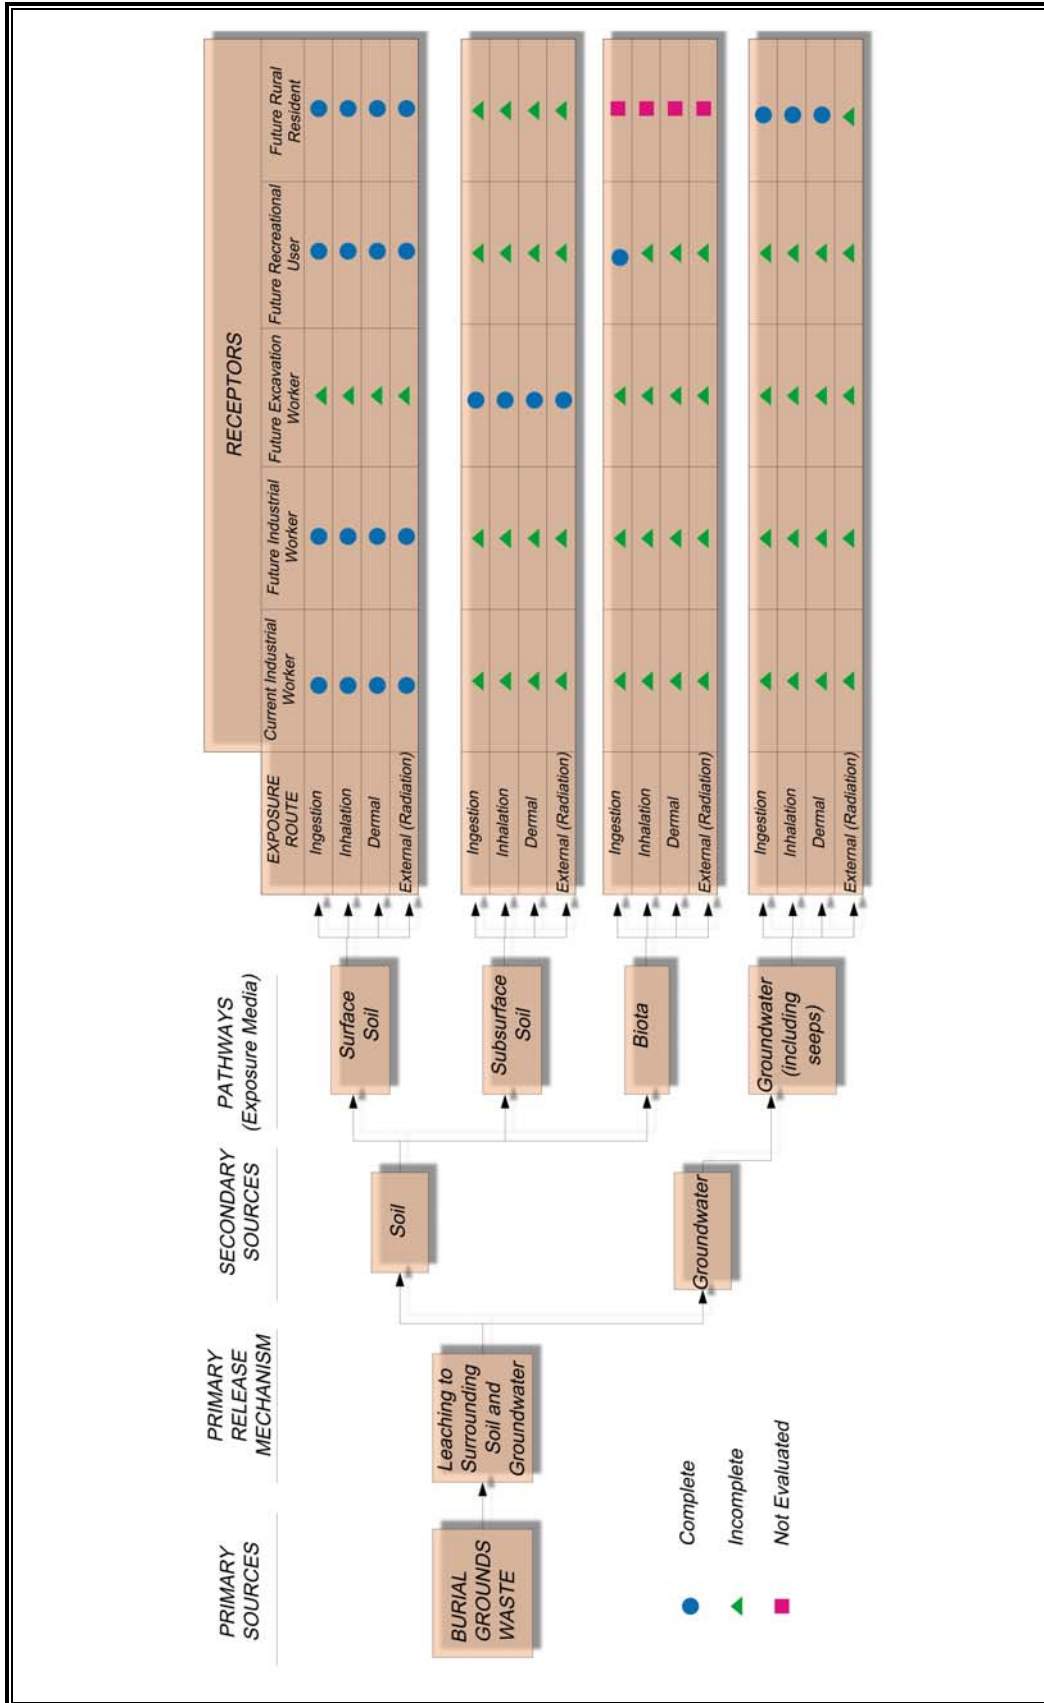 PRIMARY
SOURCES
PRIMARY
RELEASE
MECHANISM
SECONDARY
SOURCES
PATHWAYS
(Exposure Media)
RECEPTORS
EXPOSURE
ROUTE
Current Industrial
Worker
Future Industrial
Worker
Future Excavation
Worker
Future Recreational
User
Future Rural
Resident
BURIAL
GROUNDS
WASTE
Leaching to
Surrounding
Soil and
Groundwater
Soil
Groundwater
Surface
Soil
Ingestion
Inhalation
Dermal
External (Radiation)
Subsurface
Soil
Ingestion
Inhalation
Dermal
External (Radiation)
Biota
Ingestion
Inhalation
Dermal
External (Radiation)
Groundwater
(including
seeps)
Ingestion
Inhalation
Dermal
External (Radiation)
Complete
Incomplete
Not Evaluated